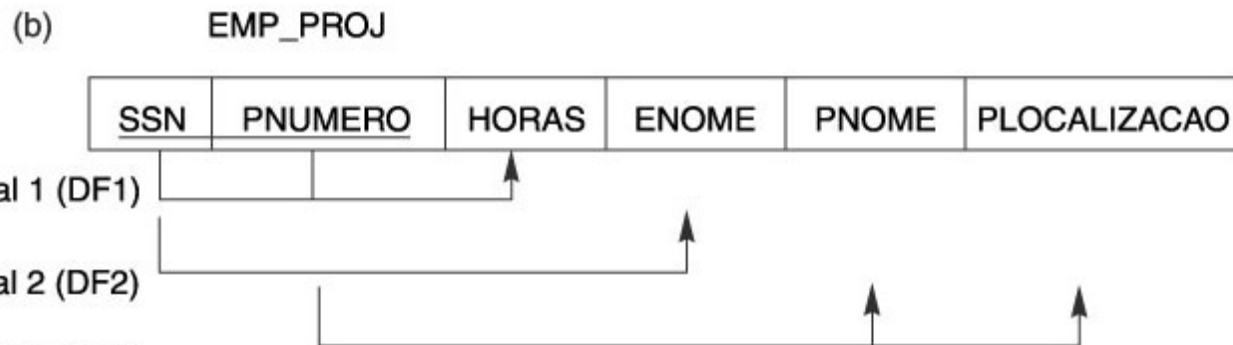 (b) EMP_PROJ
SSN PNUMERO HORAS ENOME PNOME PLOCALIZACAO
al 1 (DF1)
al 2 (DF2)